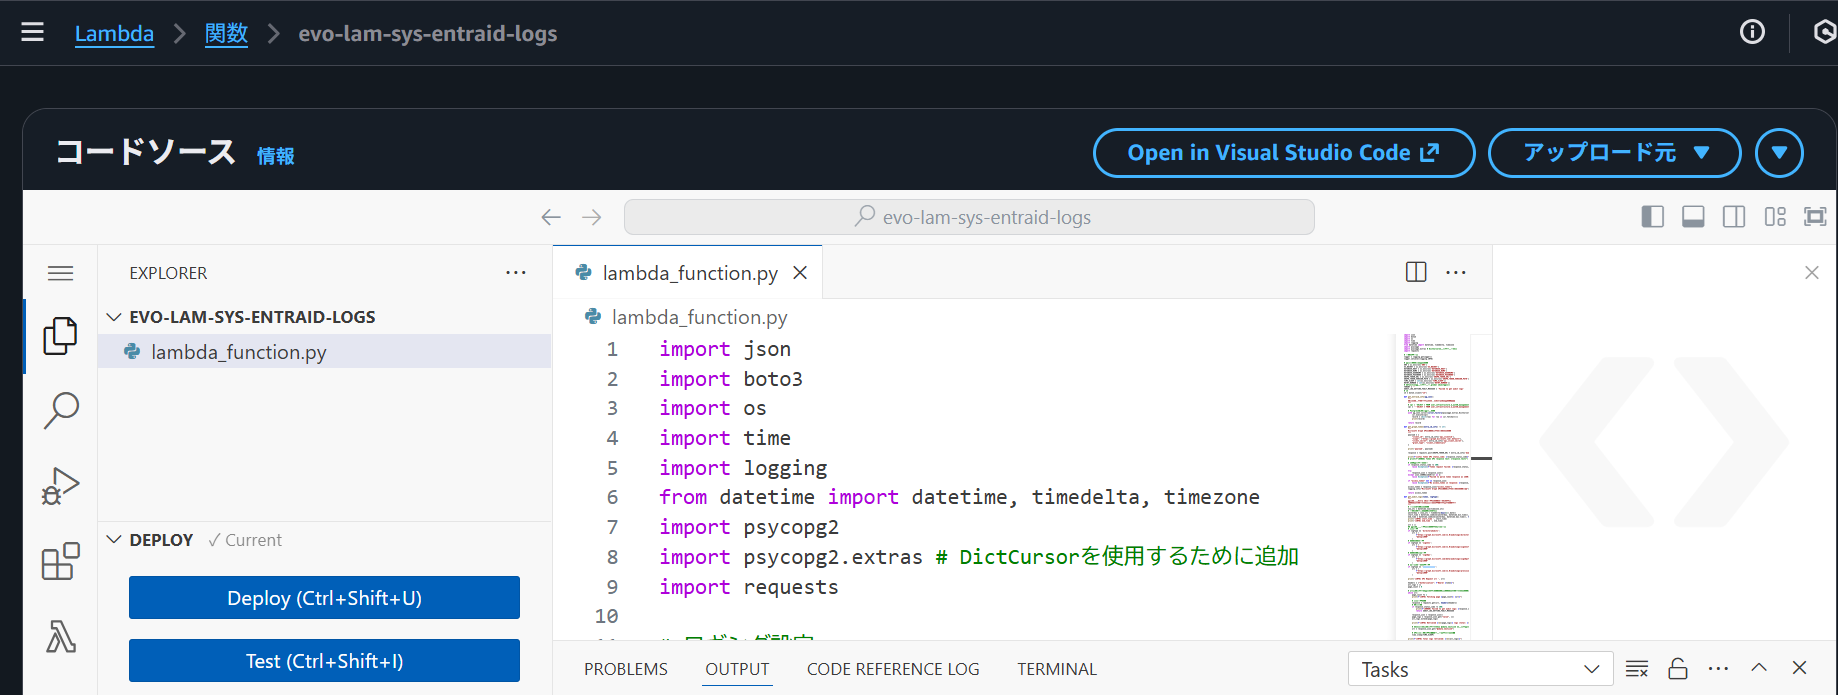 Lambda
関数
evo-lam-sys-entraid-logs
コードソース 情報
Open in Visual Studio Code
アップロード元
evo-lam-sys-entraid-logs
EXPLORER
EVO-LAM-SYS-ENTRAID-LOGS
lambda_function.py
DEPLOY Current
Deploy (Ctrl+Shift+U)
Test (Ctrl+Shift+I)
lambda_function.py
lambda_function.py
1 import json
2 import boto3
3 import os
4 import time
5 import logging
6 from datetime import datetime, timedelta, timezone
7 import psycopg2
8 import psycopg2.extras # DictCursorを使用するために追加
9 import requests
10
PROBLEMS OUTPUT CODE REFERENCE LOG TERMINAL
Tasks